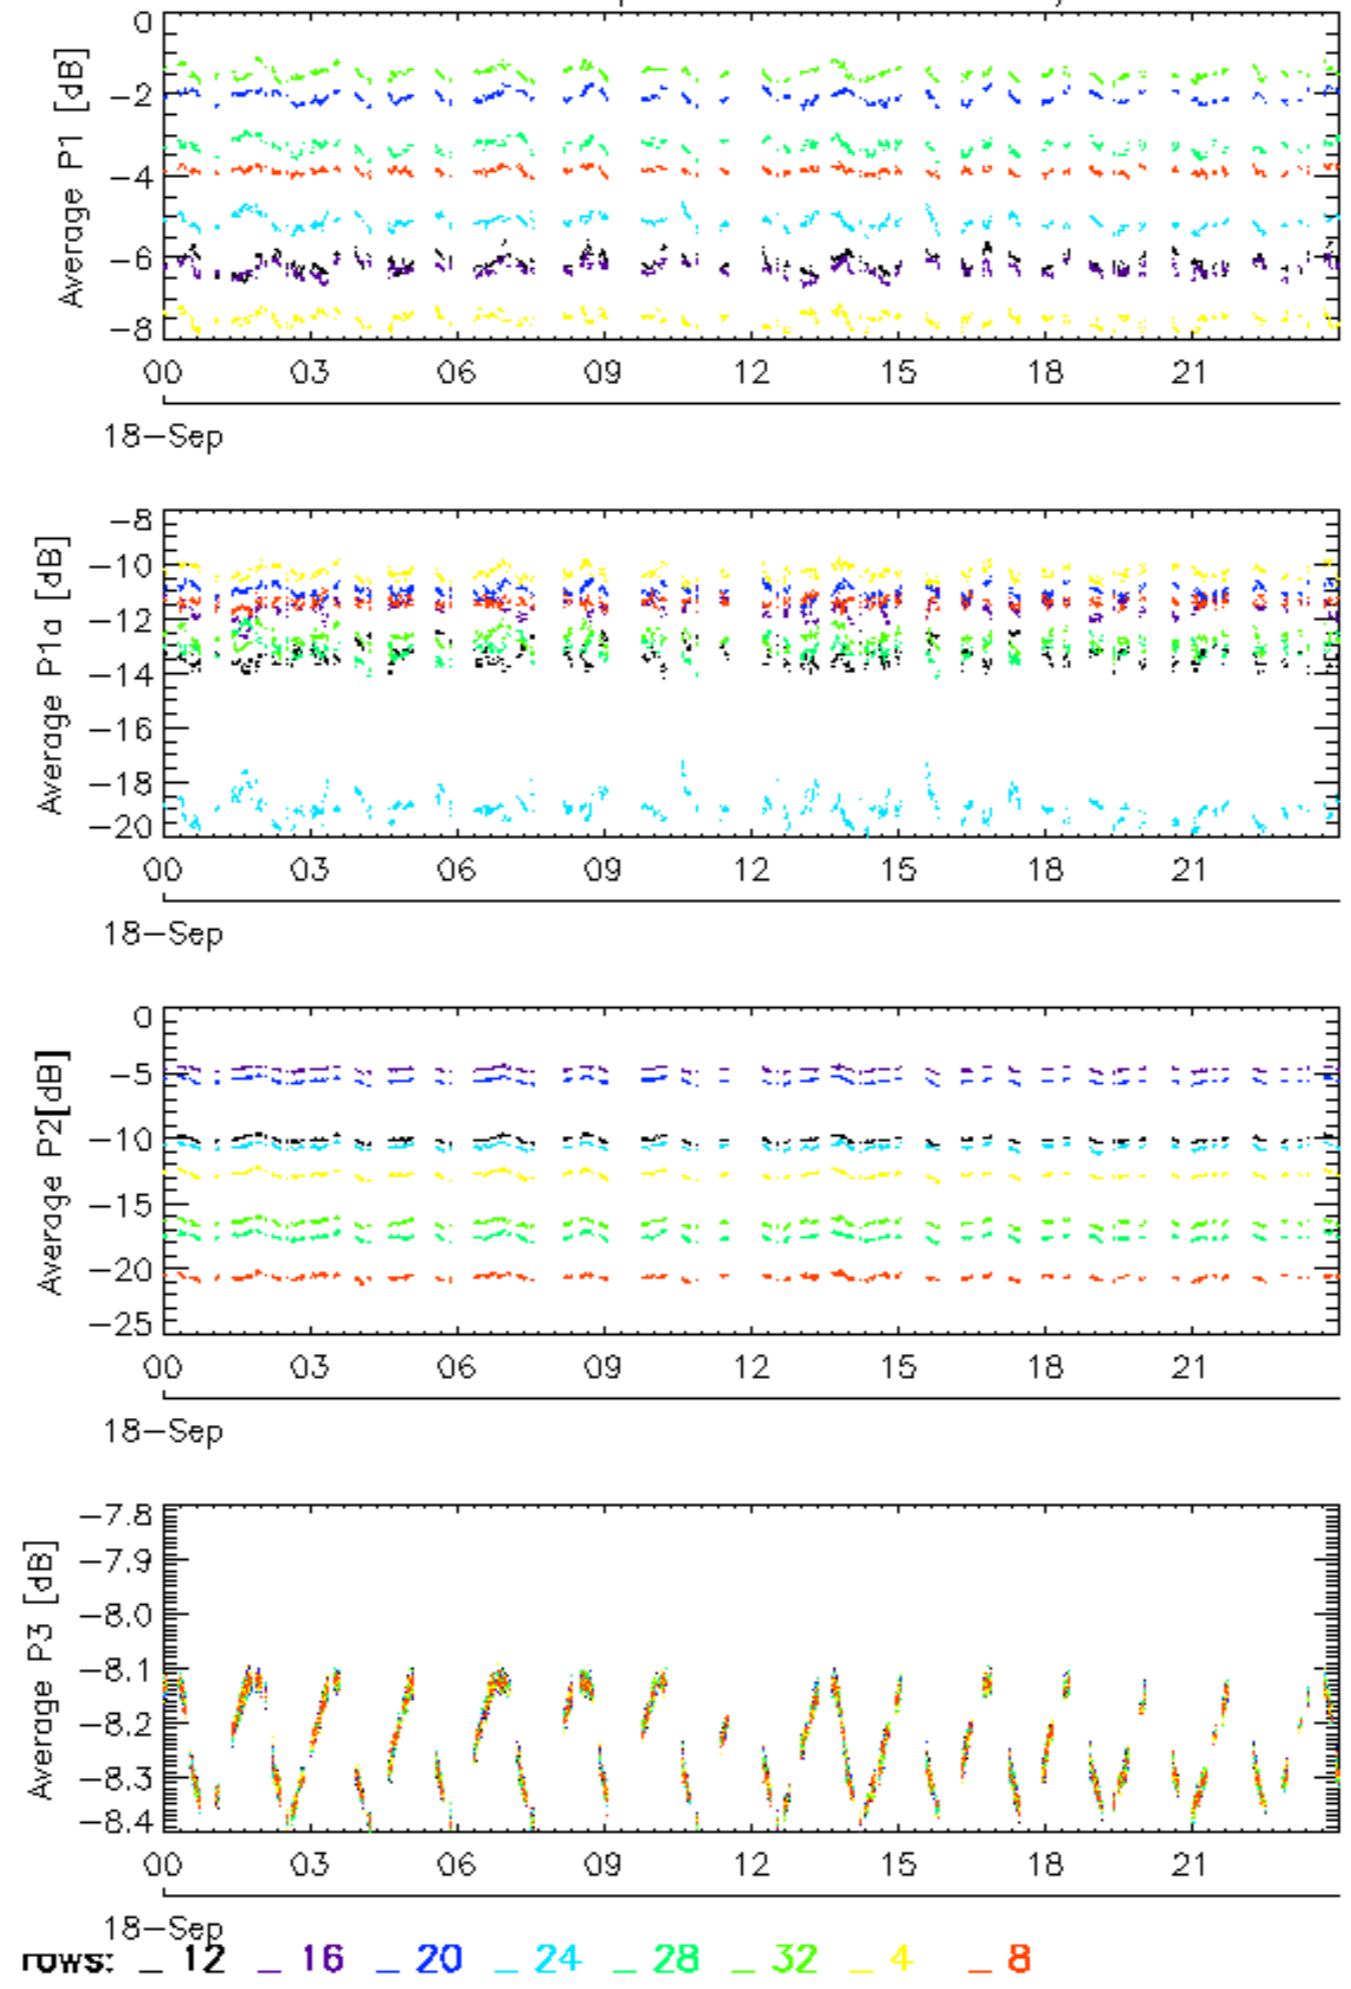 Average P1 [dB]
0
−2
−4
−6
−8
00 03 06 09 12 15 18 21
18−Sep
Average P1a [dB]
−8
−10
−12
−14
−16
−18
−20
00 03 06 09 12 15 18 21
18−Sep
Average P2[dB]
0
−5
−10
−15
−20
−25
00 03 06 09 12 15 18 21
18−Sep
Average P3 [dB]
−7.8
−7.9
−8.0
−8.1
−8.2
−8.3
−8.4
00 03 06 09 12 15 18 21
18−Sep
rows: _ 12 _ 16 _ 20 _ 24 _ 28 _ 32 _ 4 _ 8